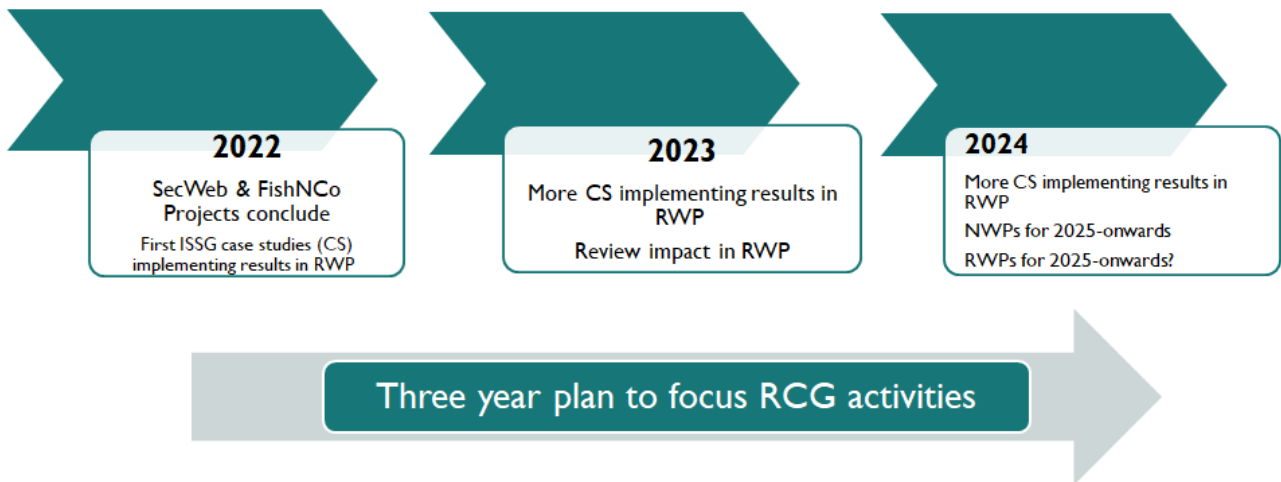 2022
SecWeb & FishNCo
Projects conclude
First ISSG case studies (CS)
implementing results in RWP
2023
More CS implementing results in
RWP
Review impact in RWP
2024
More CS implementing results in
RWP
NWPs for 2025-onwards
RWPs for 2025-onwards?
Three year plan to focus RCG activities